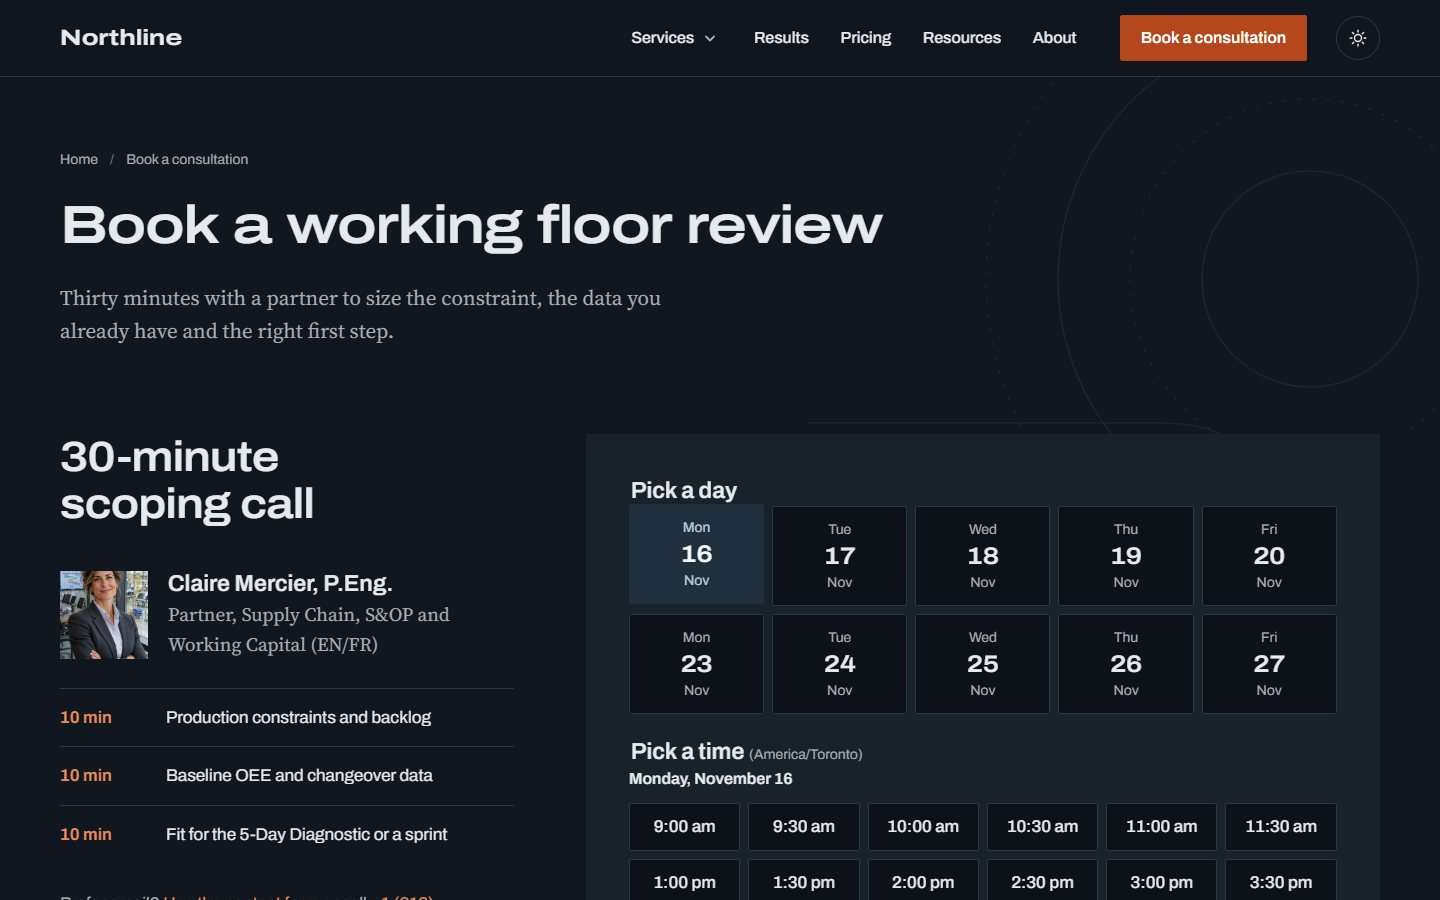 Northline
Services
Results
Pricing
Resources
About
Book a consultation
Home / Book a consultation
Book a working floor review
Thirty minutes with a partner to size the constraint, the data you
already have and the right first step.
30-minute
scoping call
Claire Mercier, P.Eng.
Partner, Supply Chain, S&OP and
Working Capital (EN/FR)
10 min Production constraints and backlog
10 min Baseline OEE and changeover data
10 min Fit for the 5-Day Diagnostic or a sprint
Pick a day
Mon
16
Nov
Tue
17
Nov
Wed
18
Nov
Thu
19
Nov
Fri
20
Nov
Mon
23
Nov
Tue
24
Nov
Wed
25
Nov
Thu
26
Nov
Fri
27
Nov
Pick a time (America/Toronto)
Monday, November 16
9:00 am
9:30 am
10:00 am
10:30 am
11:00 am
11:30 am
1:00 pm
1:30 pm
2:00 pm
2:30 pm
3:00 pm
3:30 pm